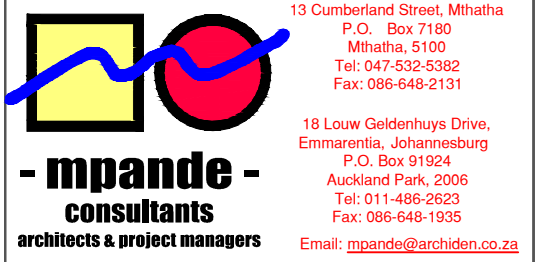 - mpande -
consultants
architects & project managers
13 Cumberland Street, Mthatha
P.O. Box 7180
Mthatha, 5100
Tel: 047-532-5382
Fax: 086-648-2131
18 Louw Geldenhuys Drive,
Emmarentia, Johannesburg
P.O. Box 91924
Auckland Park, 2006
Tel: 011-486-2623
Fax: 086-648-1935
Email: mpande@archiden.co.za